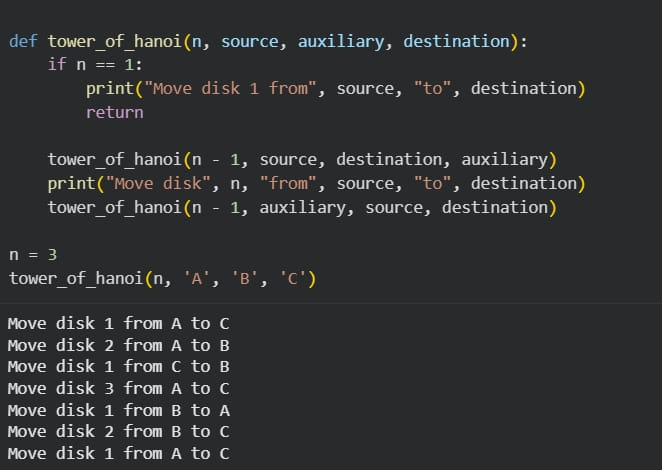 def tower_of_hanoi(n, source, auxiliary, destination):
    if n == 1:
        print("Move disk 1 from", source, "to", destination)
        return
    tower_of_hanoi(n - 1, source, destination, auxiliary)
    print("Move disk", n, "from", source, "to", destination)
    tower_of_hanoi(n - 1, auxiliary, source, destination)
n = 3
tower_of_hanoi(n, 'A', 'B', 'C')
Move disk 1 from A to C
Move disk 2 from A to B
Move disk 1 from C to B
Move disk 3 from A to C
Move disk 1 from B to A
Move disk 2 from B to C
Move disk 1 from A to C